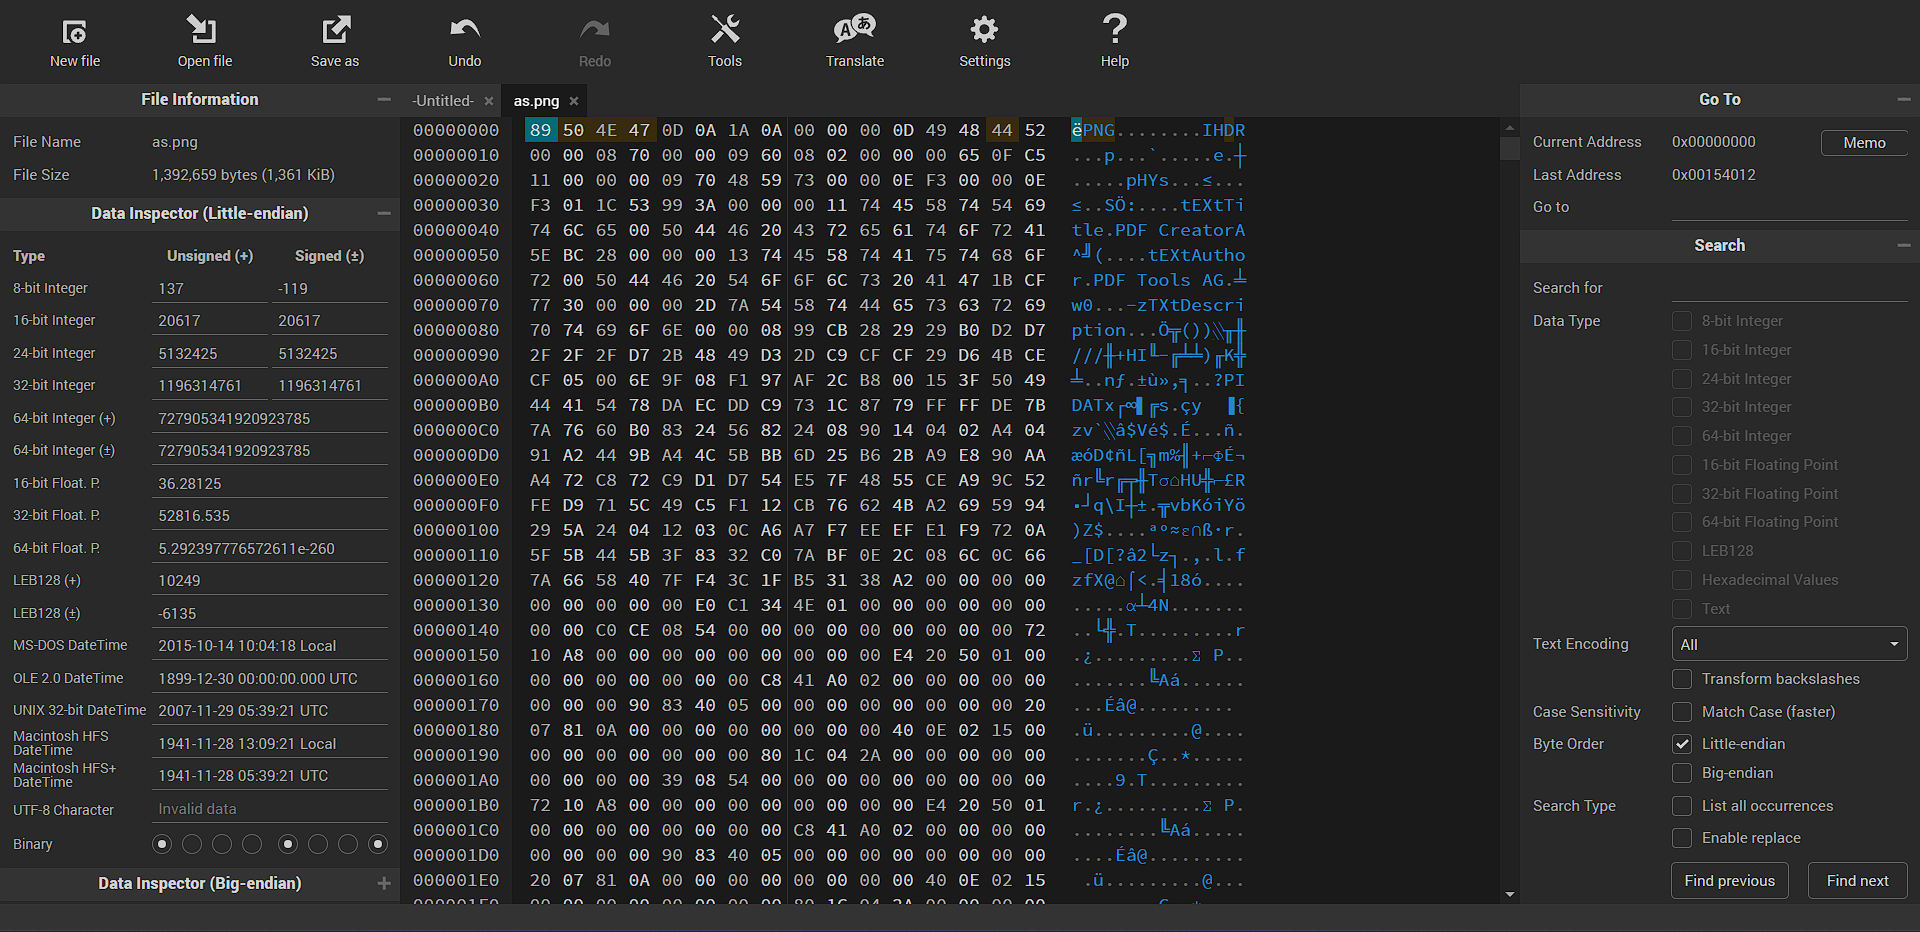 New file Open file Save as Undo Redo Tools Translate Settings Help
File Information
File Name as.png
File Size 1,392,659 bytes (1,361 KiB)
Data Inspector (Little-endian)
Type Unsigned (+) Signed (±)
8-bit Integer 137 -119
16-bit Integer 20617 20617
24-bit Integer 5132425 5132425
32-bit Integer 1196314761 1196314761
64-bit Integer (+) 727905341920923785
64-bit Integer (±) 727905341920923785
16-bit Float. P. 36.28125
32-bit Float. P. 52816.535
64-bit Float. P. 5.292397776572611e-260
LEB128 (+) 10249
LEB128 (±) -6135
MS-DOS DateTime 2015-10-14 10:04:18 Local
OLE 2.0 DateTime 1899-12-30 00:00:00.000 UTC
UNIX 32-bit DateTime 2007-11-29 05:39:21 UTC
Macintosh HFS DateTime 1941-11-28 13:09:21 Local
Macintosh HFS+ DateTime 1941-11-28 05:39:21 UTC
UTF-8 Character Invalid data
Binary
Data Inspector (Big-endian)
-Untitled- as.png
00000000 89 50 4E 47 0D 0A 1A 0A 00 00 00 0D 49 48 44 52 ëPNG........IHDR
00000010 00 00 08 70 00 00 09 60 08 02 00 00 00 65 0F C5 ...p...`.....e.┼
00000020 11 00 00 00 09 70 48 59 73 00 00 0E F3 00 00 0E .....pHYs...≤...
00000030 F3 01 1C 53 99 3A 00 00 00 11 74 45 58 74 54 69 ≤..SÖ:....tEXtTi
00000040 74 6C 65 00 50 44 46 20 43 72 65 61 74 6F 72 41 tle.PDF CreatorA
00000050 5E BC 28 00 00 00 13 74 45 58 74 41 75 74 68 6F ^╝(....tEXtAutho
00000060 72 00 50 44 46 20 54 6F 6F 6C 73 20 41 47 1B CF r.PDF Tools AG.╧
00000070 77 30 00 00 00 2D 7A 54 58 74 44 65 73 63 72 69 w0...-zTXtDescri
00000080 70 74 69 6F 6E 00 00 08 99 CB 28 29 29 B0 D2 D7 ption...Ö╦())░╥╫
00000090 2F 2F 2F D7 2B 48 49 D3 2D C9 CF CF 29 D6 4B CE ///╫+HI╙-╔╧╧)╓K╬
000000A0 CF 05 00 6E 9F 08 F1 97 AF 2C B8 00 15 3F 50 49 ╧..nƒ.±ù»,╕..?PI
000000B0 44 41 54 78 DA EC DD C9 73 1C 87 79 FF FF DE 7B DATx┌∞▌╔s.çy  ▐{
000000C0 7A 76 60 B0 83 24 56 82 24 08 90 14 04 02 A4 04 zv`░â$Vé$.É...ñ.
000000D0 91 A2 44 9B A4 4C 5B BB 6D 25 B6 2B A9 E8 90 AA æóD¢ñL[╗m%╢+⌐ΦÉ¬
000000E0 A4 72 C8 72 C9 D1 D7 54 E5 7F 48 55 CE A9 9C 52 ñr╚r╔╤╫Tσ⌂HU╬⌐£R
000000F0 FE D9 71 5C 49 C5 F1 12 CB 76 62 4B A2 69 59 94 ▪┘q\I┼±.╦vbKóiYö
00000100 29 5A 24 04 12 03 0C A6 A7 F7 EE EF E1 F9 72 0A )Z$....ªº≈ε∩ß∙r.
00000110 5F 5B 44 5B 3F 83 32 C0 7A BF 0E 2C 08 6C 0C 66 _[D[?â2└z┐.,.l.f
00000120 7A 66 58 40 7F F4 3C 1F B5 31 38 A2 00 00 00 00 zfX@⌂⌠<.╡18ó....
00000130 00 00 00 00 00 E0 C1 34 4E 01 00 00 00 00 00 00 .....α┴4N.......
00000140 00 00 C0 CE 08 54 00 00 00 00 00 00 00 00 00 72 ..└╬.T.........r
00000150 10 A8 00 00 00 00 00 00 00 00 00 E4 20 50 01 00 .¿.........Σ P..
00000160 00 00 00 00 00 00 00 C8 41 A0 02 00 00 00 00 00 .......╚Aá......
00000170 00 00 00 90 83 40 05 00 00 00 00 00 00 00 00 20 ...Éâ@.........
00000180 07 81 0A 00 00 00 00 00 00 00 00 40 0E 02 15 00 .ü.........@....
00000190 00 00 00 00 00 00 00 80 1C 04 2A 00 00 00 00 00 .......Ç..*.....
000001A0 00 00 00 00 39 08 54 00 00 00 00 00 00 00 00 00 ....9.T.........
000001B0 72 10 A8 00 00 00 00 00 00 00 00 00 E4 20 50 01 r.¿.........Σ P.
000001C0 00 00 00 00 00 00 00 00 C8 41 A0 02 00 00 00 00 ........╚Aá.....
000001D0 00 00 00 00 90 83 40 05 00 00 00 00 00 00 00 00 ....Éâ@.........
000001E0 20 07 81 0A 00 00 00 00 00 00 00 00 40 0E 02 15 .ü.........@...
Go To
Current Address 0x00000000 Memo
Last Address 0x00154012
Go to
Search
Search for
Data Type 8-bit Integer
16-bit Integer
24-bit Integer
32-bit Integer
64-bit Integer
16-bit Floating Point
32-bit Floating Point
64-bit Floating Point
LEB128
Hexadecimal Values
Text
Text Encoding All
Transform backslashes
Case Sensitivity Match Case (faster)
Byte Order Little-endian
Big-endian
Search Type List all occurrences
Enable replace
Find previous Find next